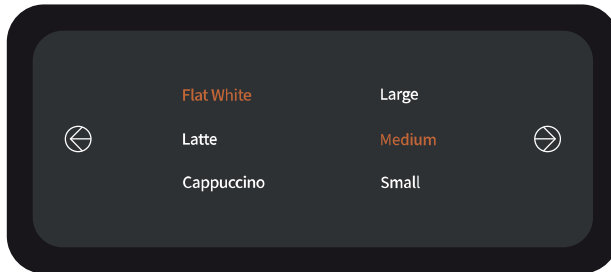 Flat White
Latte
Cappuccino
Large
Medium
Small